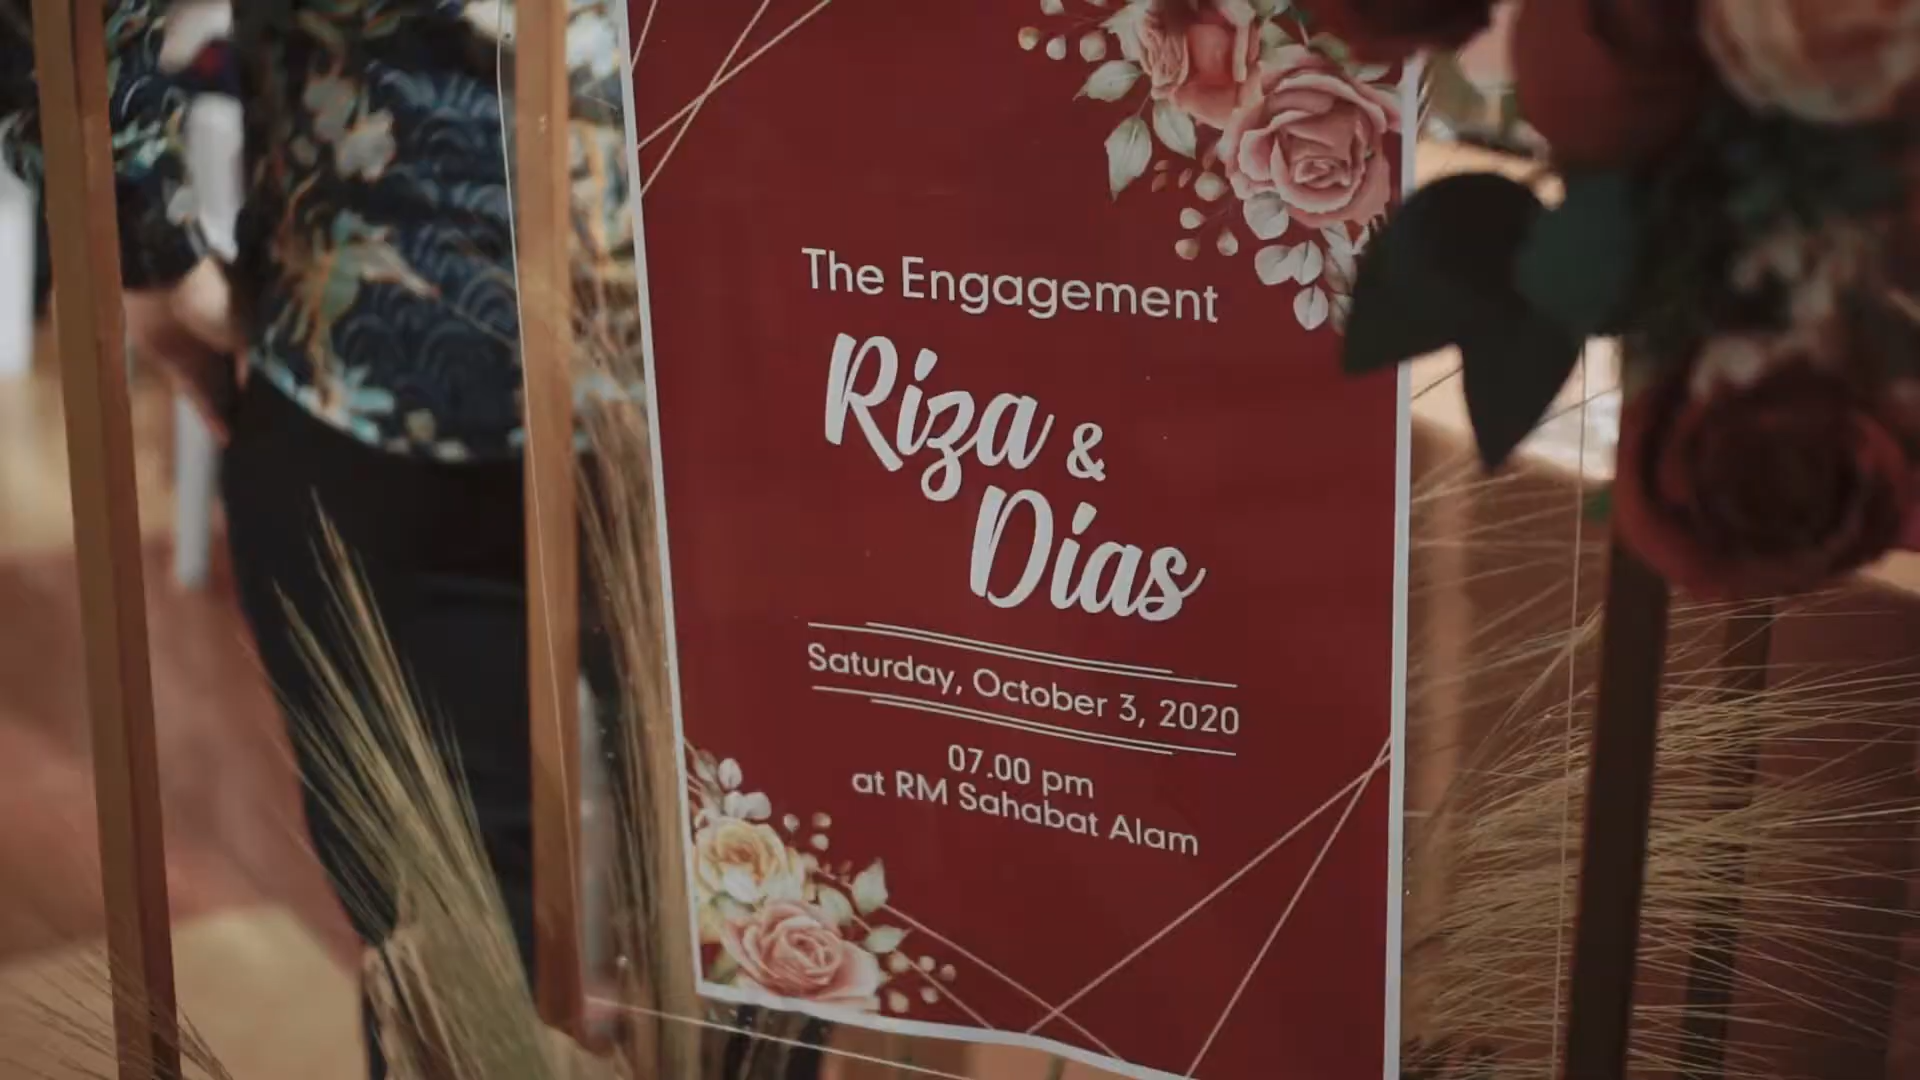 The Engagement
Riza &
Dias
Saturday, October 3, 2020
07.00 pm
at RM Sahabat Alam